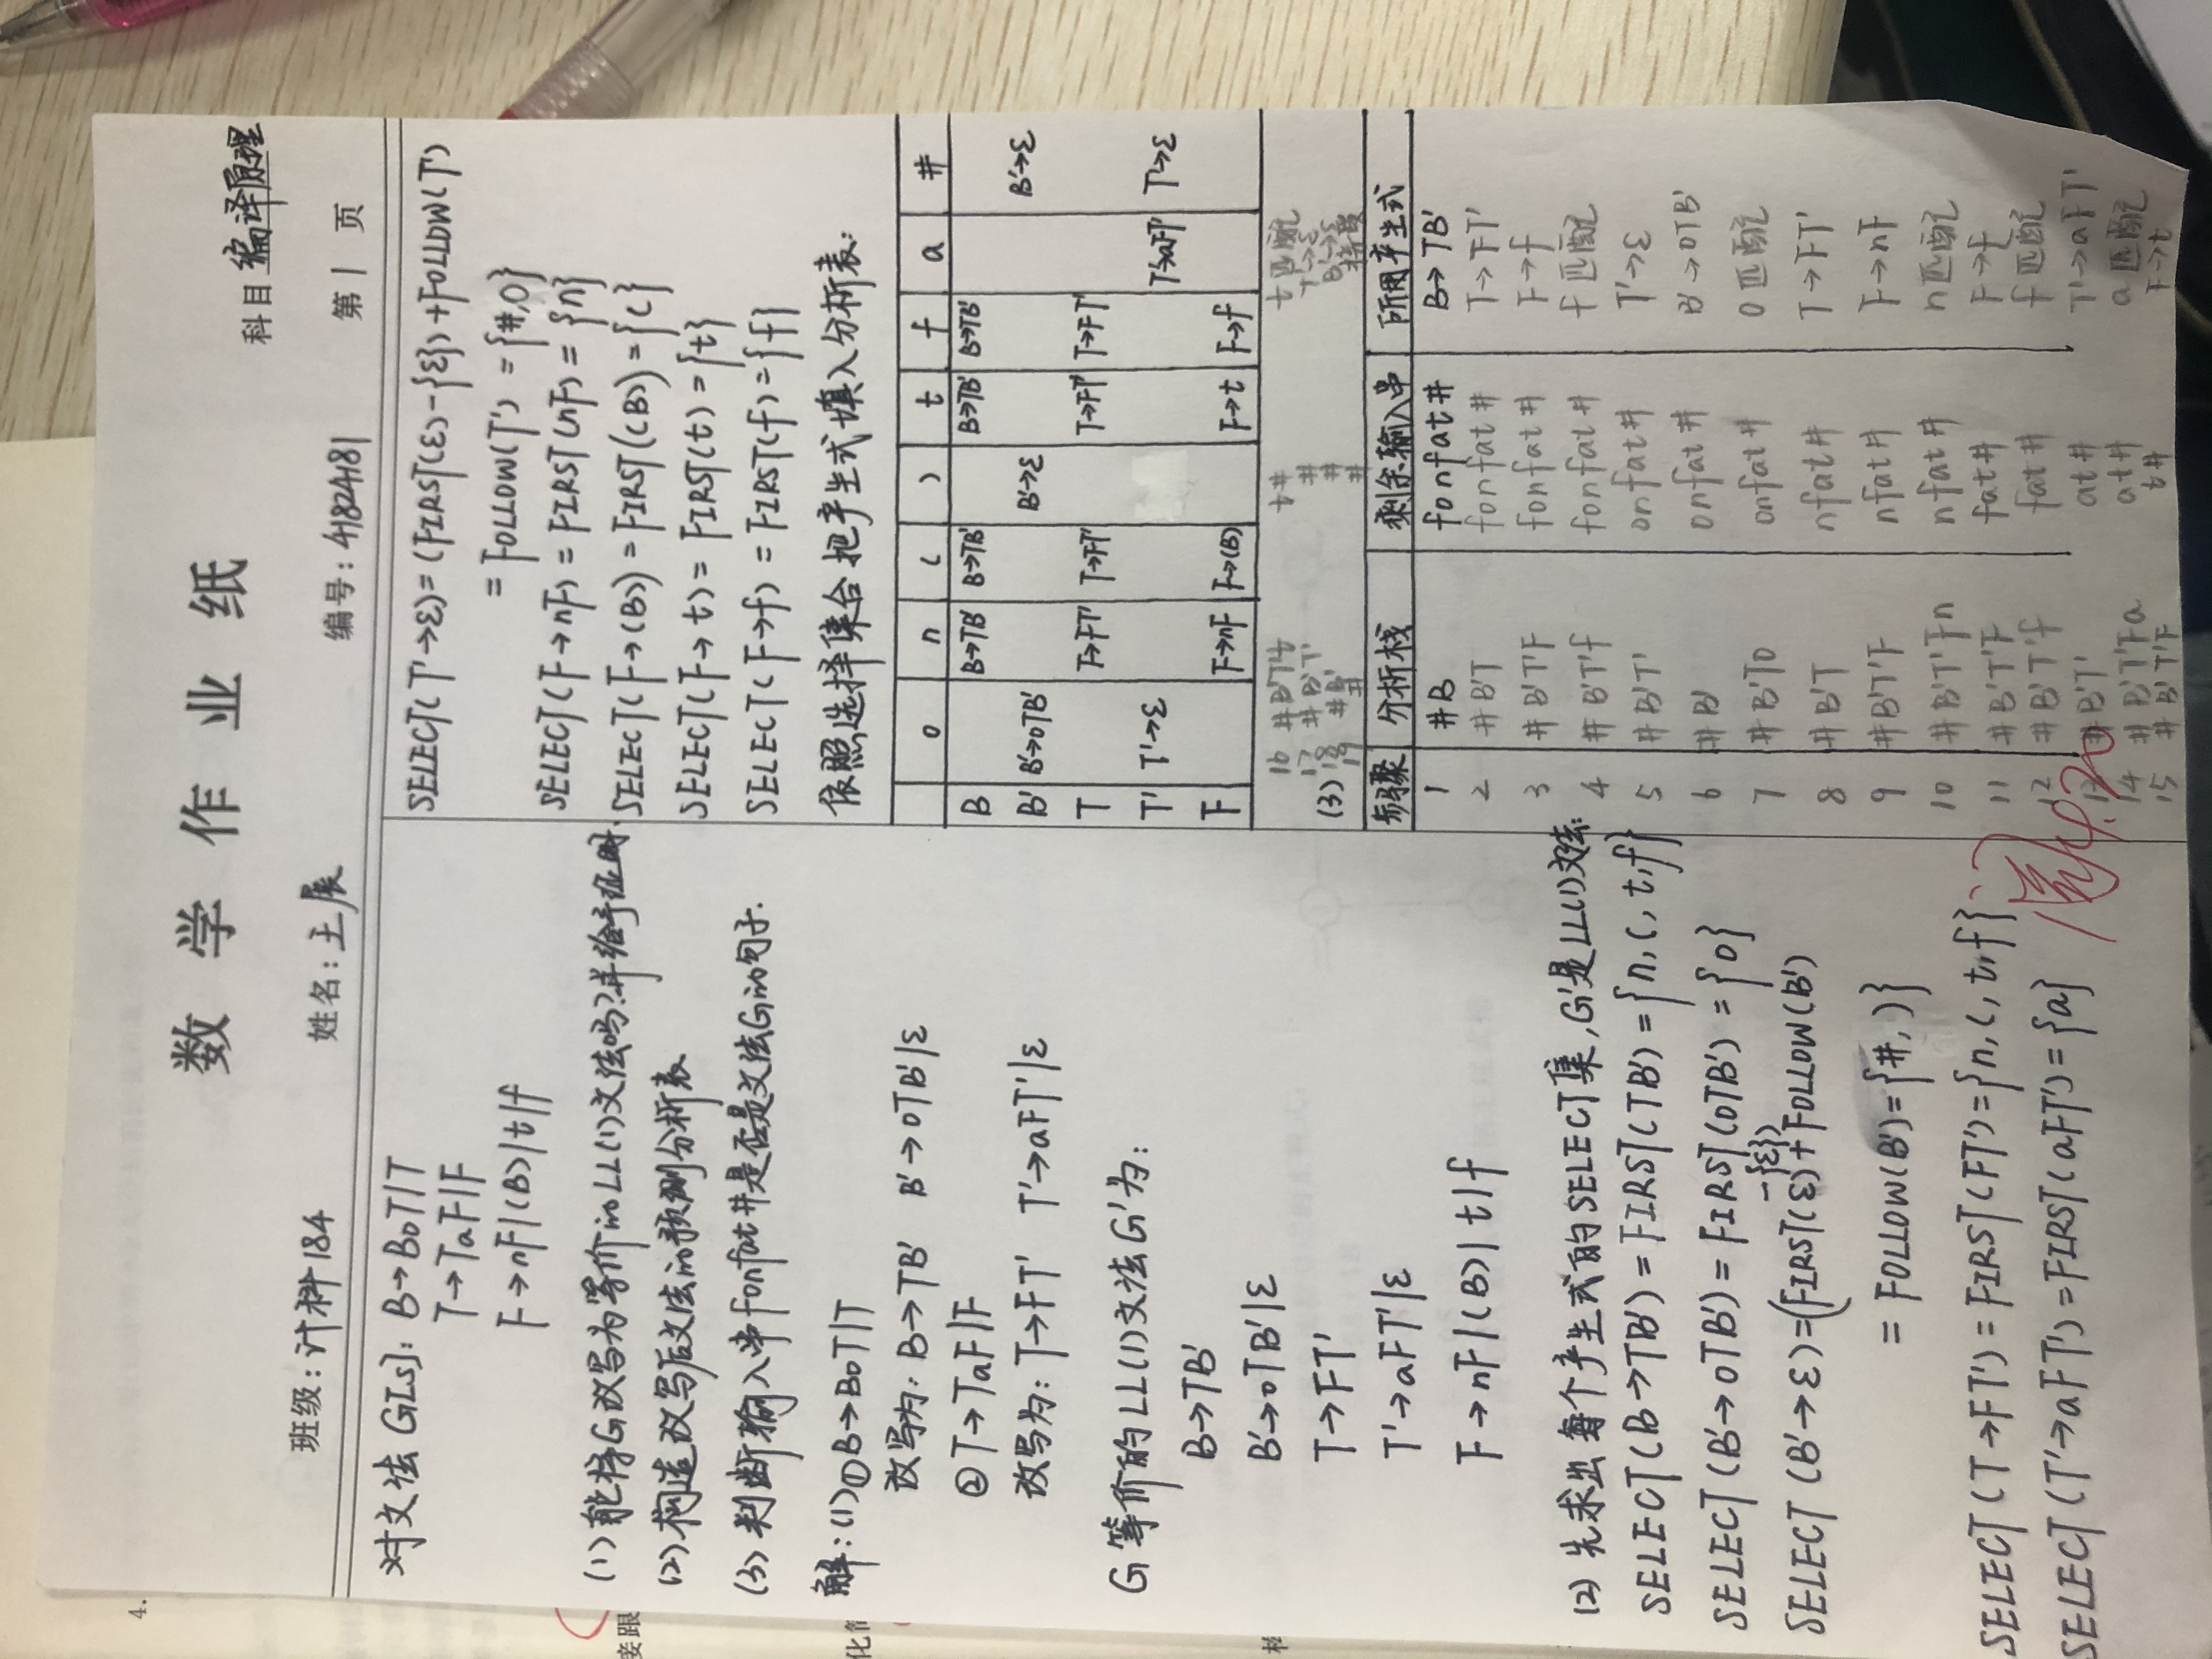 4.
接跟
构
数学作业纸
科目 编译原理
班级: 计科184 姓名: 王展 编号: 41824181 第 1 页
对文法 G[s]: B→BoT|T
T→TaF|F
F→nF|(B)|t|f
(1) 能将G改写为等价的LL(1)文法吗?并给予证明.
(2) 构造改写后文法的预测分析表
(3) 判断输入串fonfat#是否是文法G的句子.
解: (1) ① B→BoT|T
改写为: B→TB' B'→oTB'|ε
② T→TaF|F
改写为: T→FT' T'→aFT'|ε
G等价的LL(1)文法G'为:
B→TB'
B'→oTB'|ε
T→FT'
T'→aFT'|ε
F→nF|(B)|t|f
(2) 先求出每个产生式的SELECT集,G'是LL(1)文法:
SELECT(B→TB') = FIRST(TB') = {n, (, t, f}
SELECT(B'→oTB') = FIRST(oTB') = {o}
-{ε})
SELECT (B'→ε) = (FIRST(ε) + FOLLOW(B')
= FOLLOW(B') = {#, )}
SELECT(T→FT') = FIRST(FT') = {n, (, t, f}
SELECT(T'→aFT') = FIRST(aFT') = {a}
SELECT(T'→ε) = (FIRST(ε)-{ε}) + FOLLOW(T')
= FOLLOW(T') = {#, o}
SELECT(F→nF) = FIRST(nF) = {n}
SELECT(F→(B)) = FIRST((B)) = {(}
SELECT(F→t) = FIRST(t) = {t}
SELECT(F→f) = FIRST(f) = {f}
依照选择集合把产生式填入分析表:
o n ( ) t f a #
B B→TB' B→TB' B→TB' B→TB'
B' B'→oTB' B'→ε B'→ε
T T→FT' T→FT' T→FT' T→FT'
T' T'→ε T'→aFT' T'→ε
F F→nF F→(B) F→t F→f
16 #B'T't t# t匹配
17 #B'T' # T'→ε
(3) 18 #B' # B'→ε
19 # # 接受
步骤 分析栈 剩余输入串 所用产生式
1 #B fonfat# B→TB'
2 #B'T fonfat# T→FT'
3 #B'T'F fonfat# F→f
4 #B'T'f fonfat# f匹配
5 #B'T' onfat# T'→ε
6 #B' onfat# B'→oTB'
7 #B'To onfat# o匹配
8 #B'T nfat# T→FT'
9 #B'T'F nfat# F→nF
10 #B'T'Fn nfat# n匹配
11 #B'T'F fat# F→f
12 #B'T'f fat# f匹配
13 #B'T' at# T'→aFT'
14 #B'T'Fa at# a匹配
15 #B'T'F t# F→t